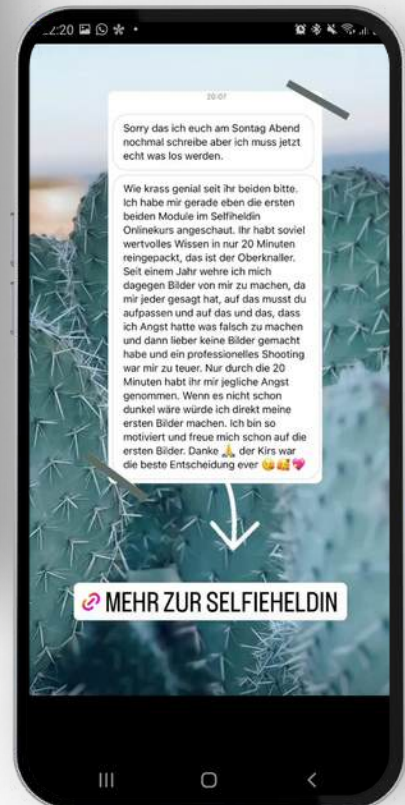 2:20
20:07
Sorry das ich euch am Sontag Abend
nochmal schreibe aber ich muss jetzt
echt was los werden.
Wie krass genial seit ihr beiden bitte.
Ich habe mir gerade eben die ersten
beiden Module im Selfiheldin
Onlinekurs angeschaut. Ihr habt soviel
wertvolles Wissen in nur 20 Minuten
reingepackt, das ist der Oberknaller.
Seit einem Jahr wehre ich mich
dagegen Bilder von mir zu machen, da
mir jeder gesagt hat, auf das musst du
aufpassen und auf das und das, dass
ich Angst hatte was falsch zu machen
und dann lieber keine Bilder gemacht
habe und ein professionelles Shooting
war mir zu teuer. Nur durch die 20
Minuten habt ihr mir jegliche Angst
genommen. Wenn es nicht schon
dunkel wäre würde ich direkt meine
ersten Bilder machen. Ich bin so
motiviert und freue mich schon auf die
ersten Bilder. Danke 🙏 der Kirs war
die beste Entscheidung ever 😘🥰💖
MEHR ZUR SELFIEHELDIN